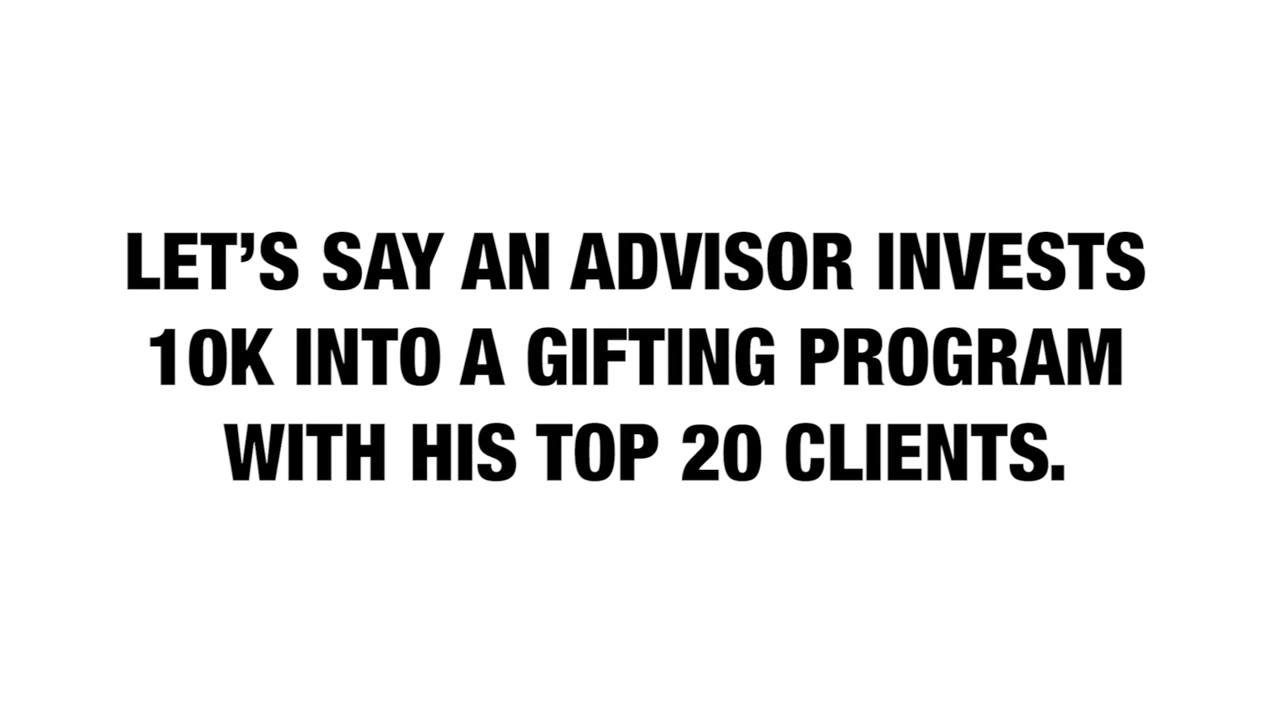 LET’S SAY AN ADVISOR INVESTS
10K INTO A GIFTING PROGRAM
WITH HIS TOP 20 CLIENTS.